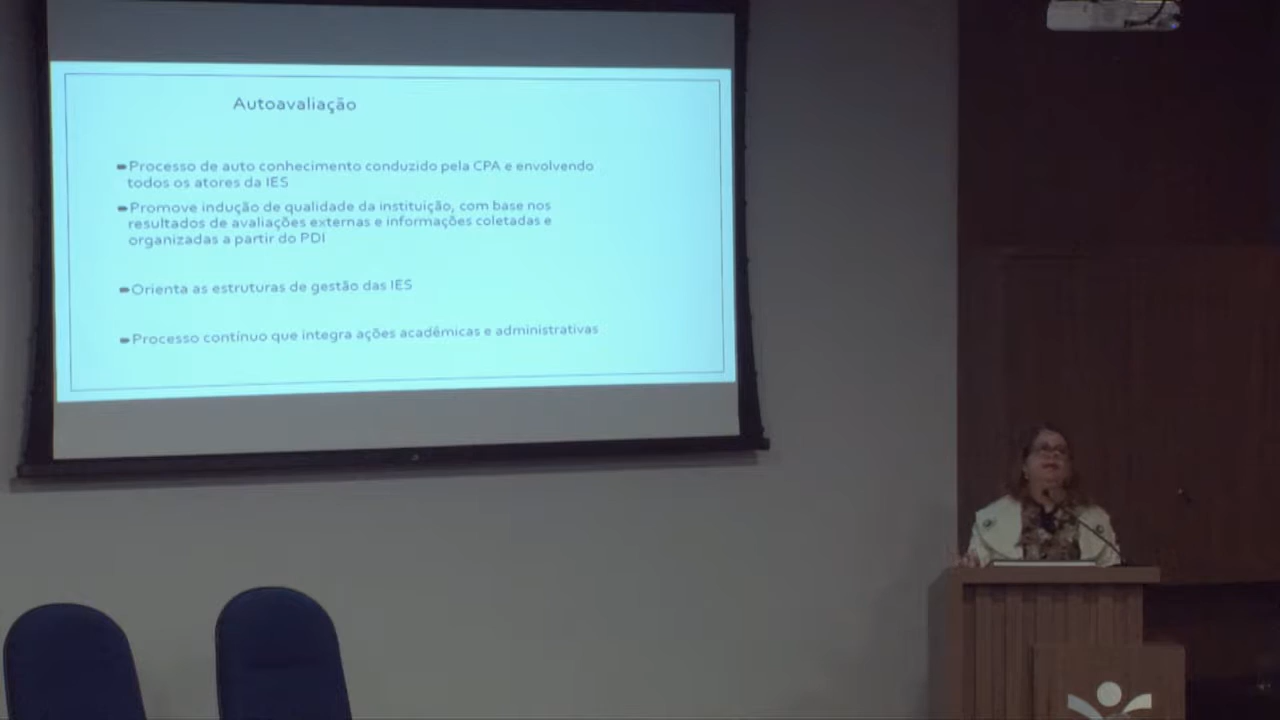 Autoavaliação
Processo de auto conhecimento conduzido pela CPA e envolvendo
todos os atores da IES
Promove indução de qualidade da instituição, com base nos
resultados de avaliações externas e informações coletadas e
organizadas a partir do PDI
Orienta as estruturas de gestão das IES
Processo contínuo que integra ações acadêmicas e administrativas